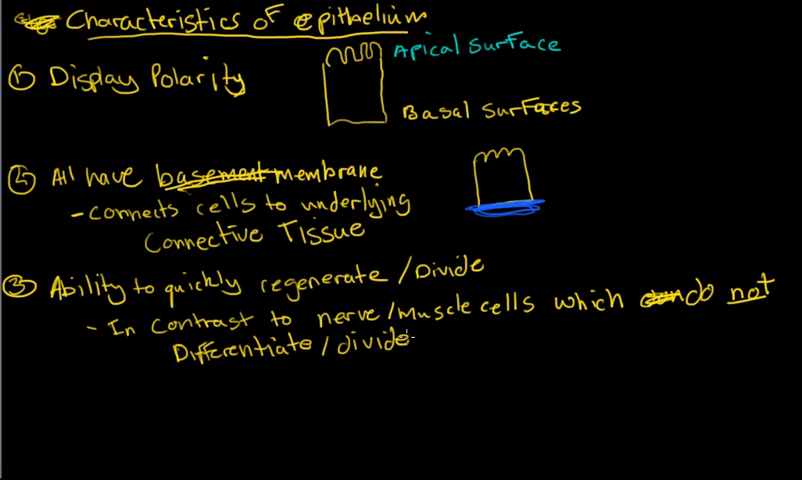 Characteristics of epithelium
① Display Polarity
Apical Surface
Basal Surfaces
② All have basement membrane
- connects cells to underlying
Connective Tissue
③ Ability to quickly regenerate / Divide
- In contrast to nerve / Muscle cells which do not
Differentiate / divide